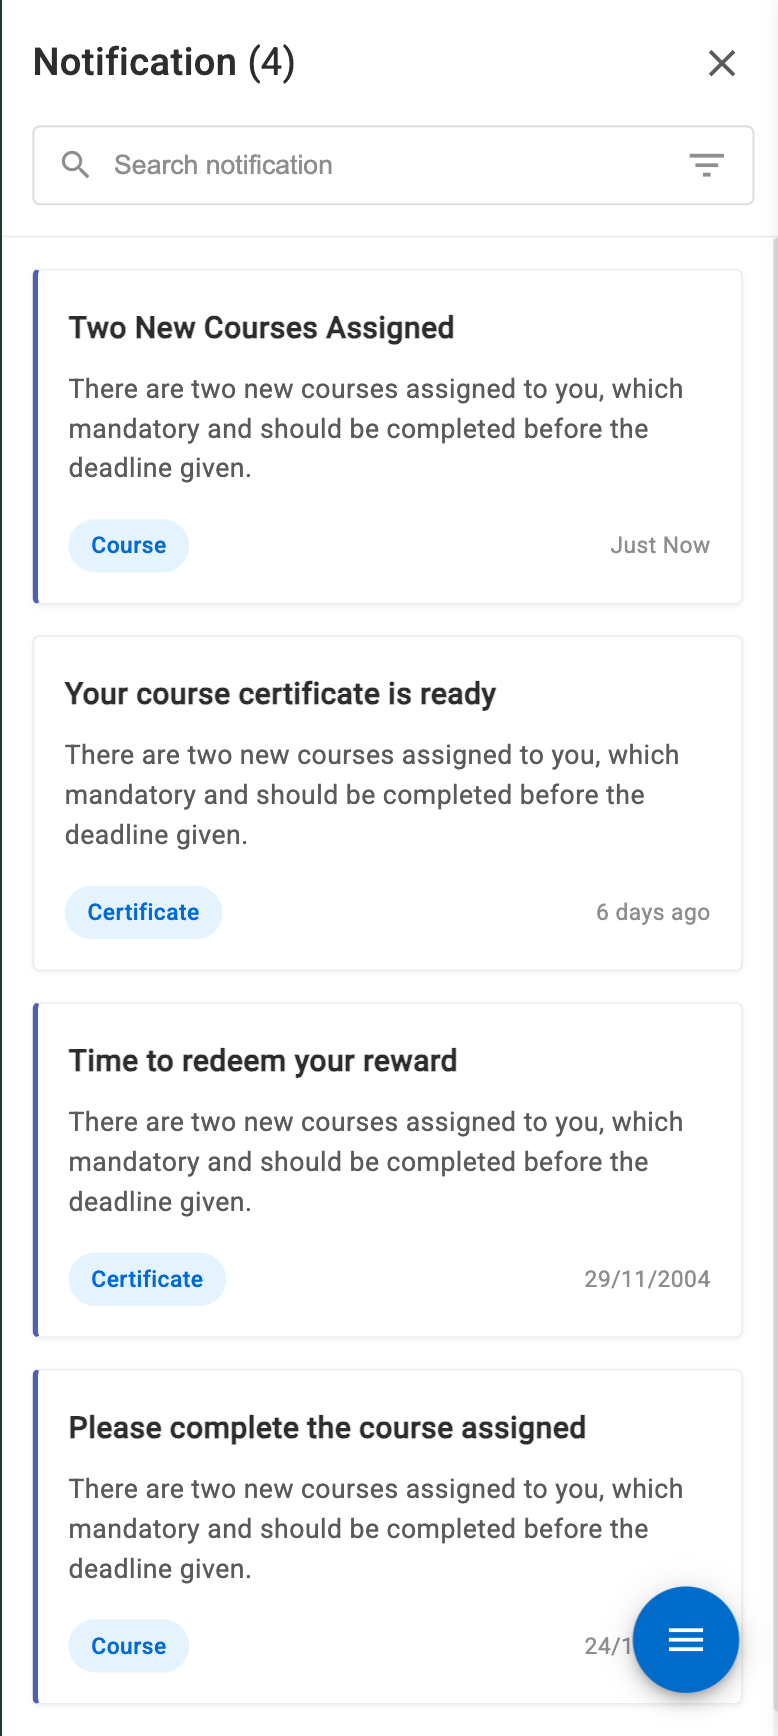 Notification (4)
Search notification
Two New Courses Assigned
There are two new courses assigned to you, which
mandatory and should be completed before the
deadline given.
Course
Just Now
Your course certificate is ready
There are two new courses assigned to you, which
mandatory and should be completed before the
deadline given.
Certificate
6 days ago
Time to redeem your reward
There are two new courses assigned to you, which
mandatory and should be completed before the
deadline given.
Certificate
29/11/2004
Please complete the course assigned
There are two new courses assigned to you, which
mandatory and should be completed before the
deadline given.
Course
24/1